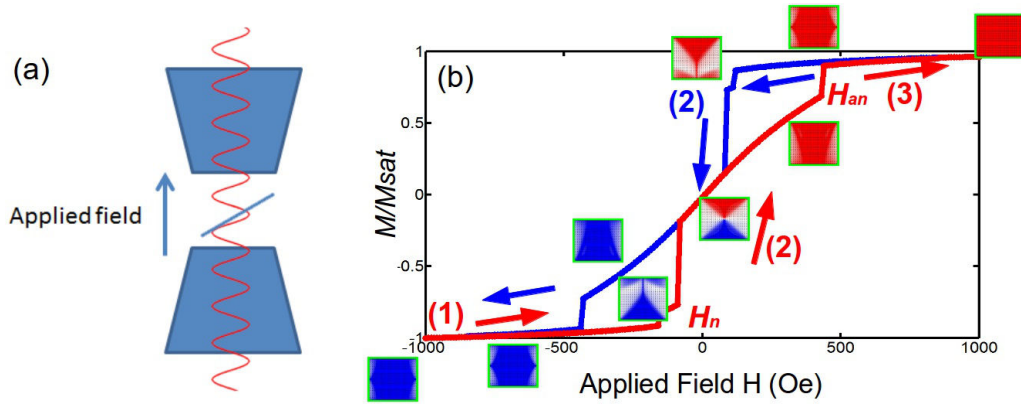 (a)
Applied field
(b)
M/Msat
1
0.5
0
-0.5
-1
-1000
-500
0
500
1000
Applied Field H (Oe)
(1)
(2)
(2)
(3)
Han
Hn